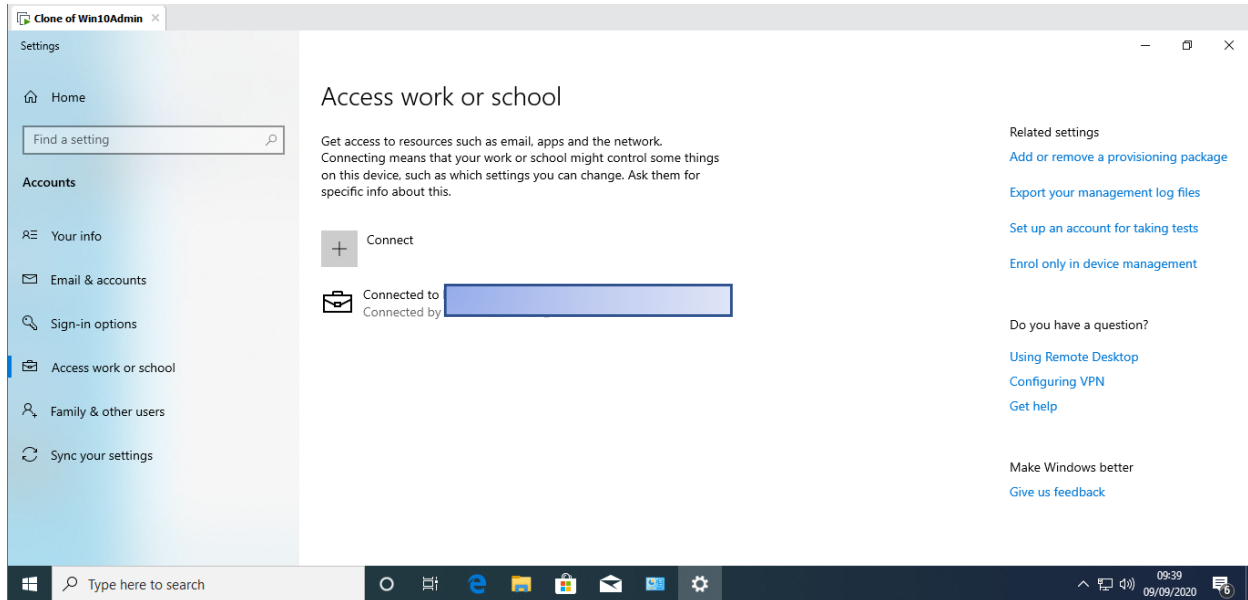 Clone of Win10Admin
Settings
Home
Find a setting
Accounts
Your info
Email & accounts
Sign-in options
Access work or school
Family & other users
Sync your settings
Access work or school
Get access to resources such as email, apps and the network.
Connecting means that your work or school might control some things
on this device, such as which settings you can change. Ask them for
specific info about this.
Connect
Connected to
Connected by
Related settings
Add or remove a provisioning package
Export your management log files
Set up an account for taking tests
Enrol only in device management
Do you have a question?
Using Remote Desktop
Configuring VPN
Get help
Make Windows better
Give us feedback
Type here to search
09:39
09/09/2020
6